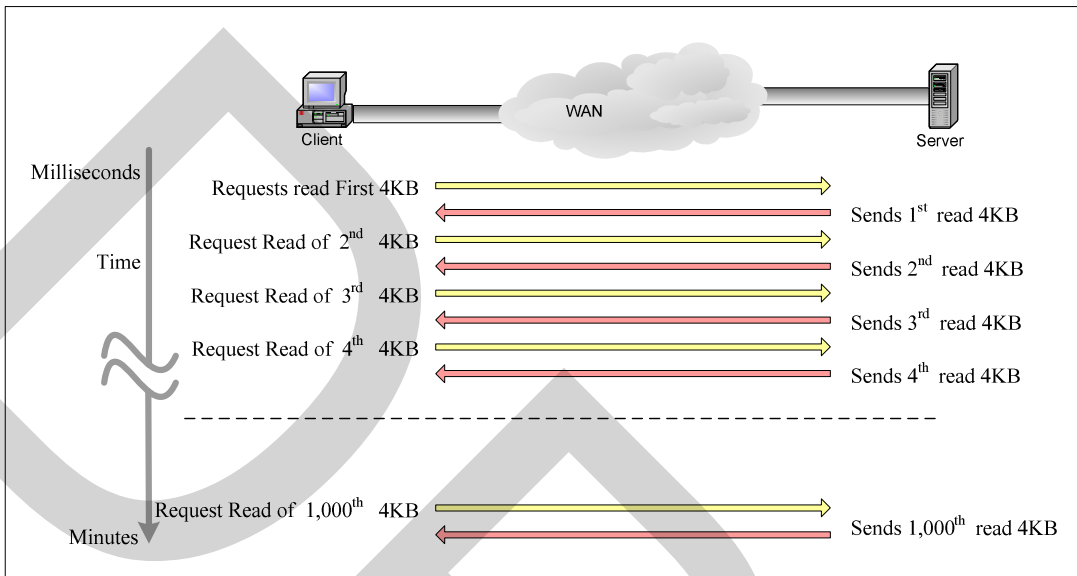 WAN
Client
Server
Milliseconds
Requests read First 4KB
Sends 1st read 4KB
Request Read of 2nd 4KB
Time
Sends 2nd read 4KB
Request Read of 3rd 4KB
Sends 3rd read 4KB
Request Read of 4th 4KB
Sends 4th read 4KB
Request Read of 1,000th 4KB
Sends 1,000th read 4KB
Minutes